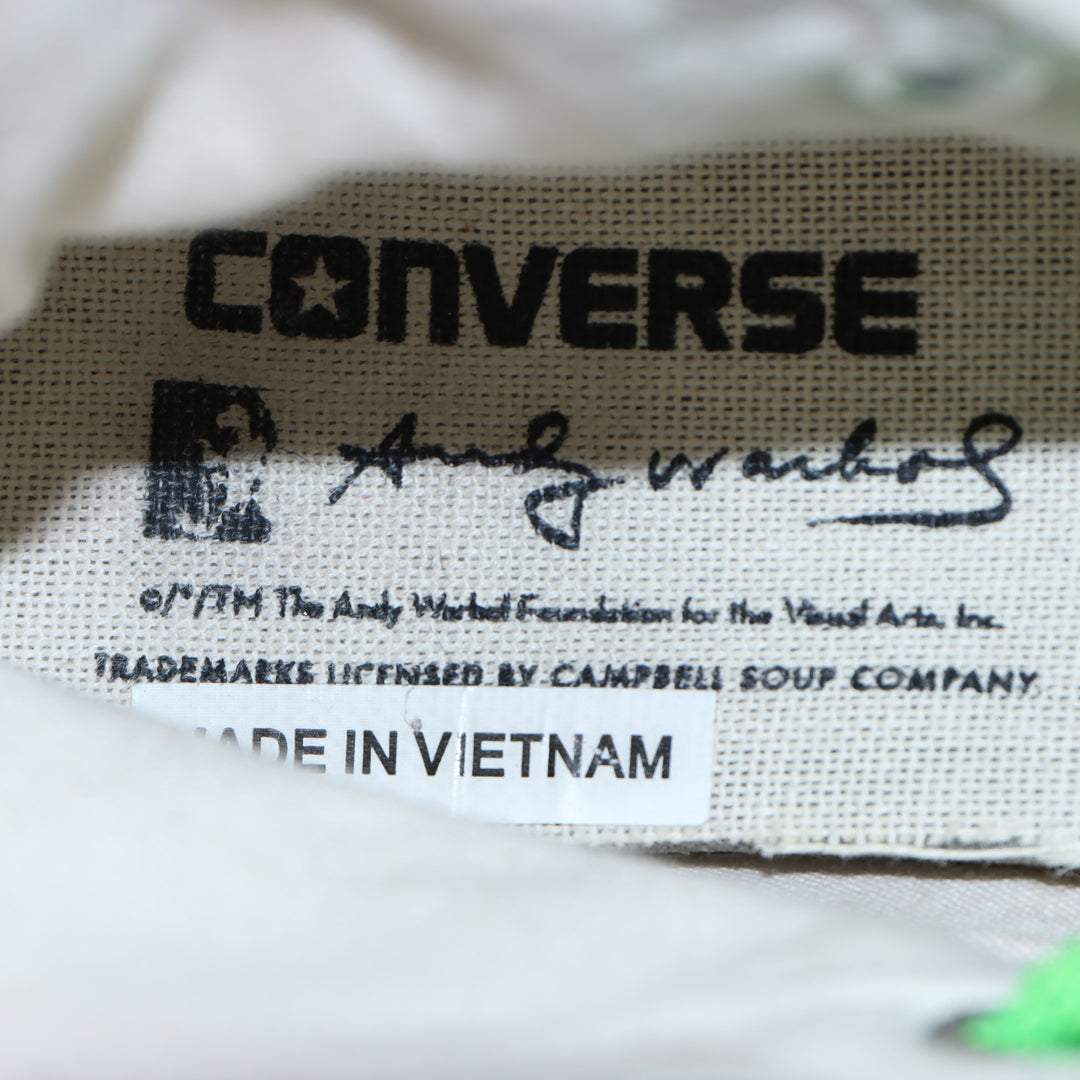 CONVERSE
Andy Warhol
©/®/TM The Andy Warhol Foundation for the Visual Arts, Inc.
TRADEMARKS LICENSED BY CAMPBELL SOUP COMPANY.
MADE IN VIETNAM